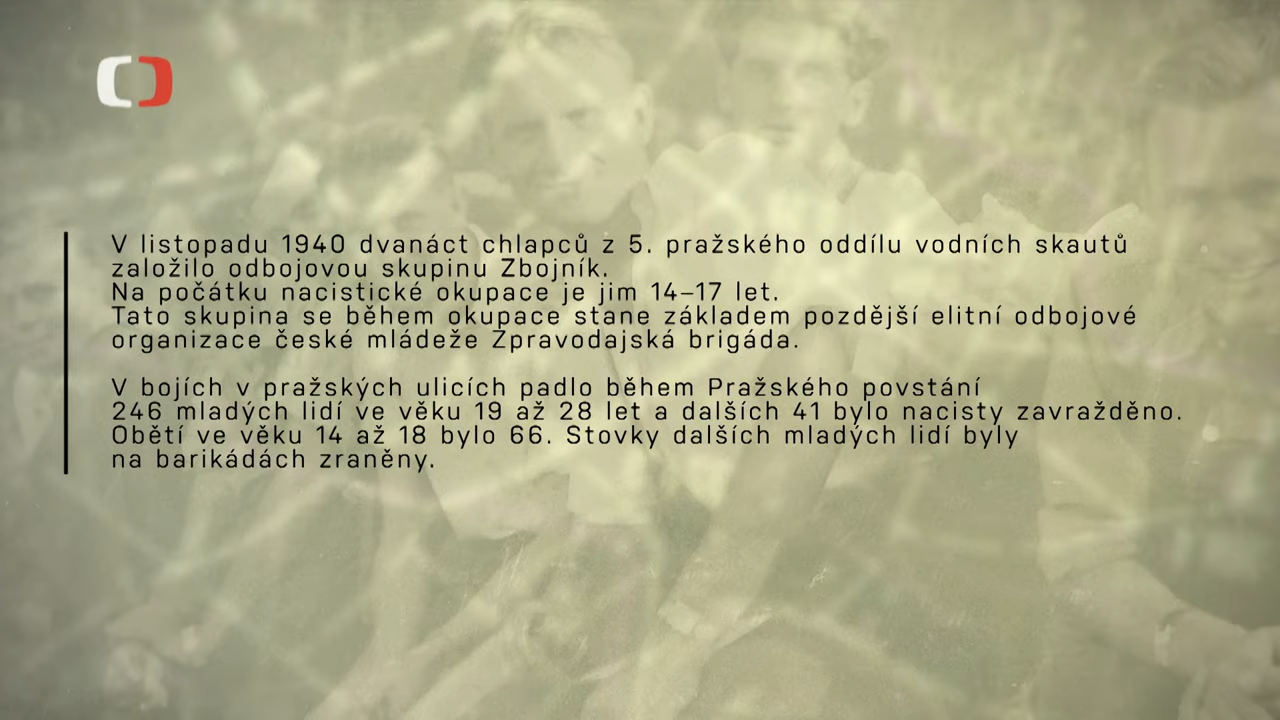 V listopadu 1940 dvanáct chlapců z 5. pražského oddílu vodních skautů
založilo odbojovou skupinu Zbojník.
Na počátku nacistické okupace je jim 14–17 let.
Tato skupina se během okupace stane základem pozdější elitní odbojové
organizace české mládeže Zpravodajská brigáda.
V bojích v pražských ulicích padlo během Pražského povstání
246 mladých lidí ve věku 19 až 28 let a dalších 41 bylo nacisty zavražděno.
Obětí ve věku 14 až 18 bylo 66. Stovky dalších mladých lidí byly
na barikádách zraněny.